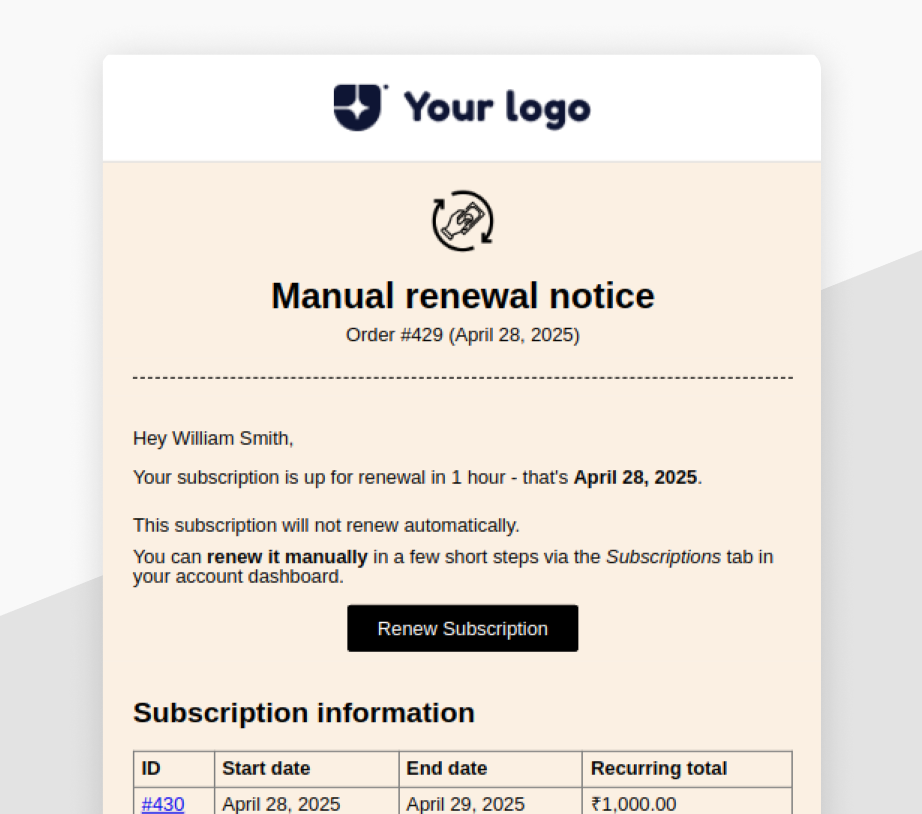 Your logo
Manual renewal notice
Order #429 (April 28, 2025)
Hey William Smith,
Your subscription is up for renewal in 1 hour - that's April 28, 2025.
This subscription will not renew automatically.
You can renew it manually in a few short steps via the Subscriptions tab in
your account dashboard.
Renew Subscription
Subscription information
ID Start date End date Recurring total
#430 April 28, 2025 April 29, 2025 ₹1,000.00